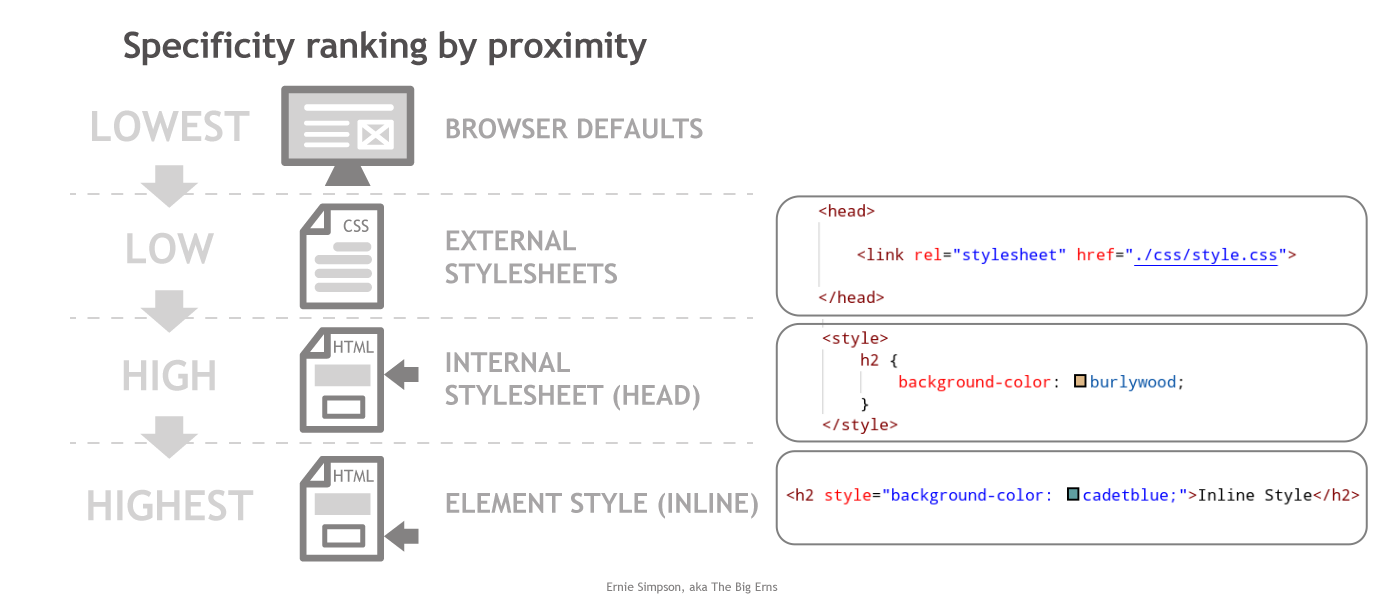 Specificity ranking by proximity
LOWEST
BROWSER DEFAULTS
LOW
CSS
EXTERNAL
STYLESHEETS
<head>
<link rel="stylesheet" href="./css/style.css">
</head>
HIGH
HTML
INTERNAL
STYLESHEET (HEAD)
<style>
h2 {
background-color: burlywood;
}
</style>
HIGHEST
HTML
ELEMENT STYLE (INLINE)
<h2 style="background-color: cadetblue;">Inline Style</h2>
Ernie Simpson, aka The Big Erns